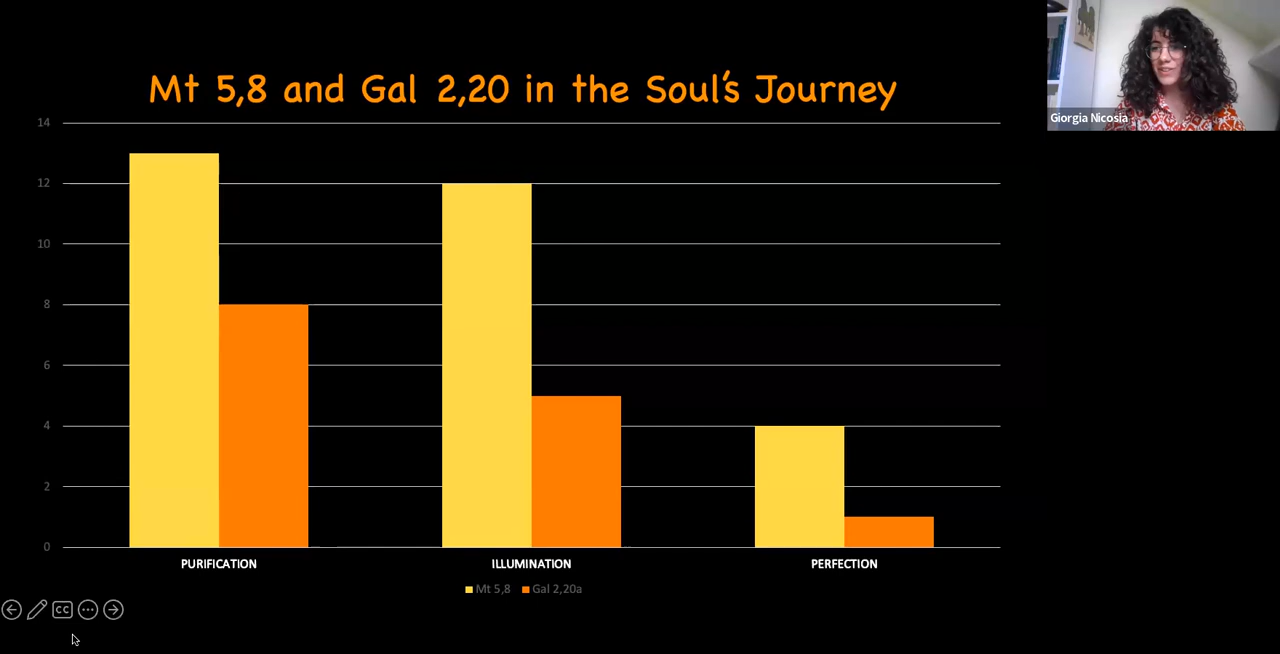 Mt 5,8 and Gal 2,20 in the Soul's Journey
Giorgia Nicosia
14
12
10
8
6
4
2
0
PURIFICATION ILLUMINATION PERFECTION
Mt 5,8 Gal 2,20a
CC